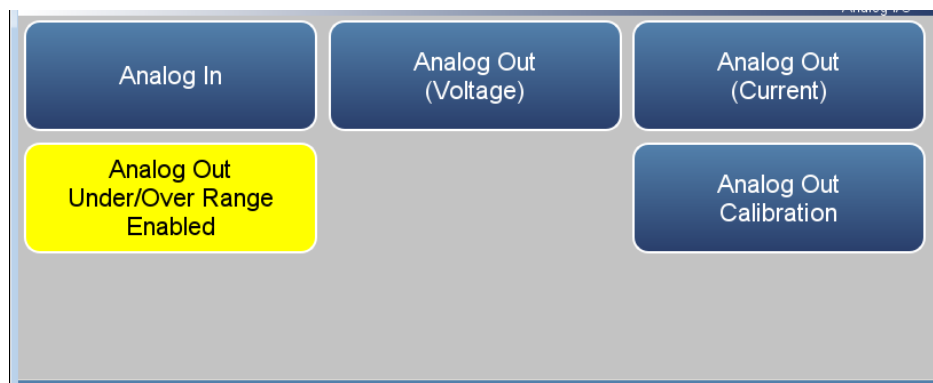 Analog In
Analog Out
(Voltage)
Analog Out
(Current)
Analog Out
Under/Over Range
Enabled
Analog Out
Calibration